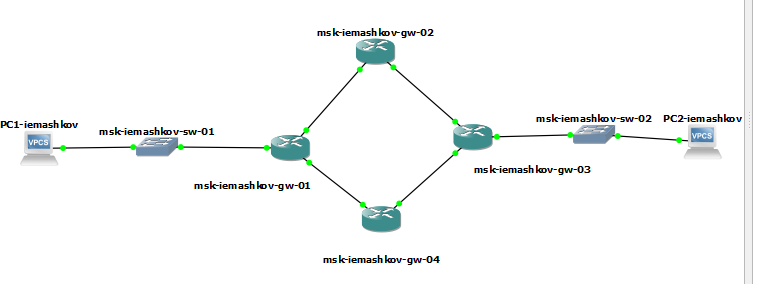 msk-iemashkov-gw-02
PC1-iemashkov
msk-iemashkov-sw-01
msk-iemashkov-sw-02
PC2-iemashkov
VPCS
VPCS
msk-iemashkov-gw-01
msk-iemashkov-gw-03
msk-iemashkov-gw-04